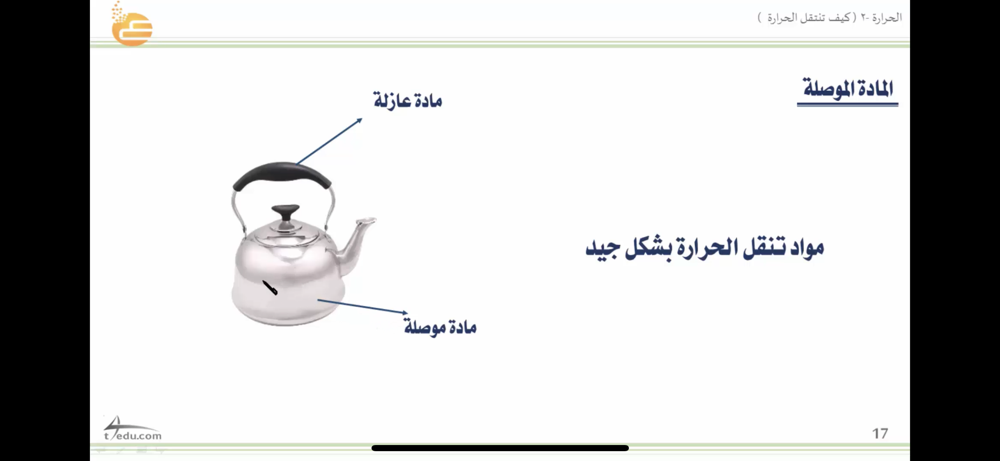 الحرارة -٢ (كيف تنتقل الحرارة )
المادة الموصلة
مادة عازلة
مواد تنقل الحرارة بشكل جيد
مادة موصلة
t4edu.com
17